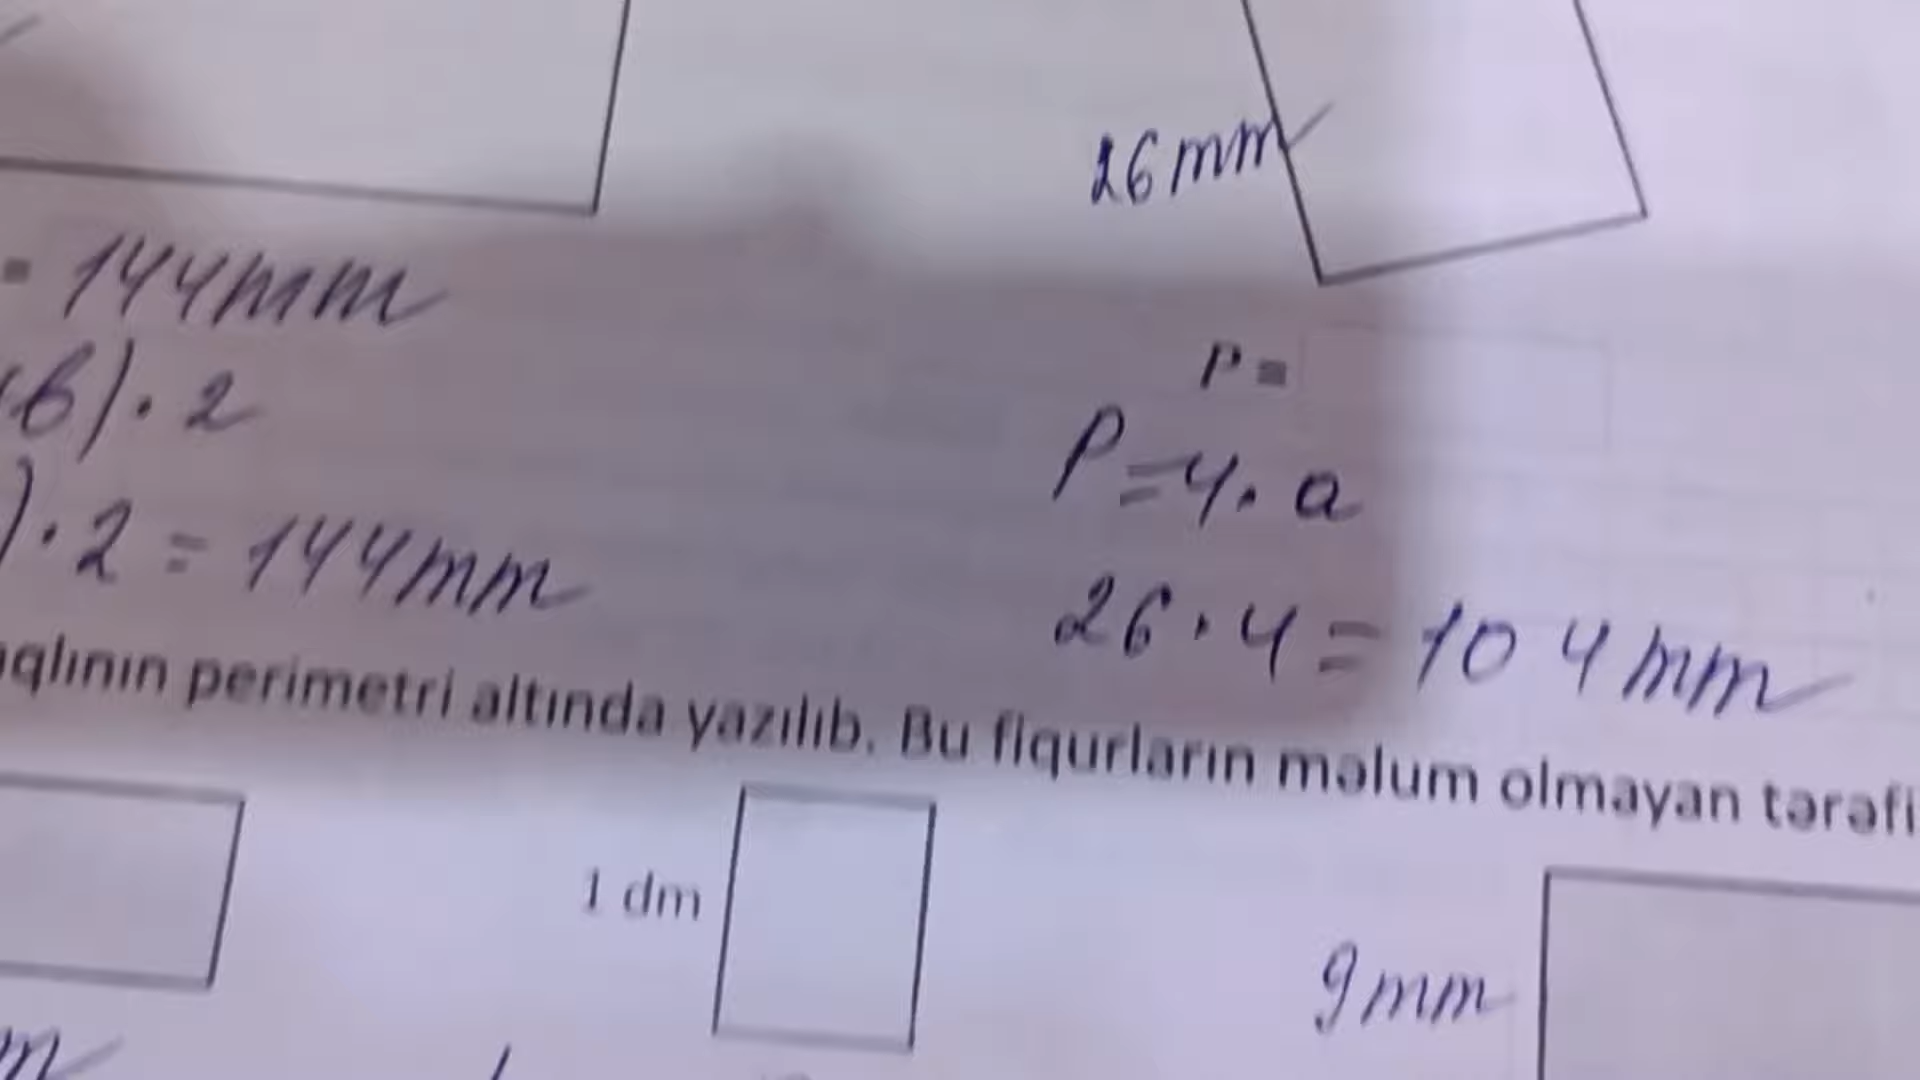 26mm
= 144mm
b) · 2
) · 2 = 144mm
P =
P = 4 · a
26 · 4 = 104mm
perimetri altında yazılıb. Bu fiqurların məlum olmayan tərəfi
1 dm
9mm